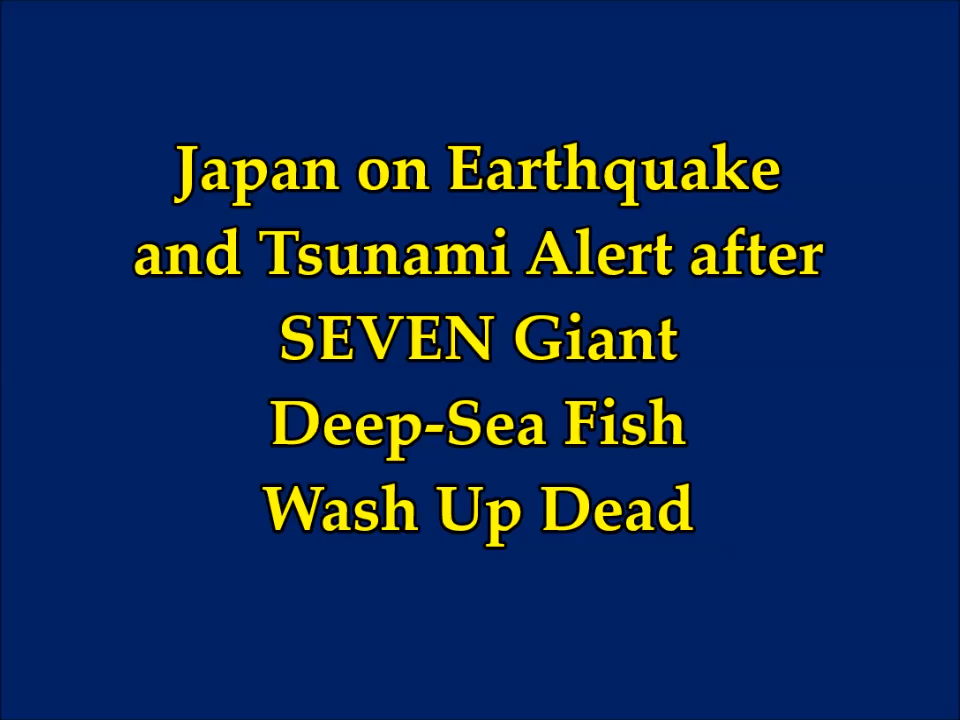 Japan on Earthquake
and Tsunami Alert after
SEVEN Giant
Deep-Sea Fish
Wash Up Dead